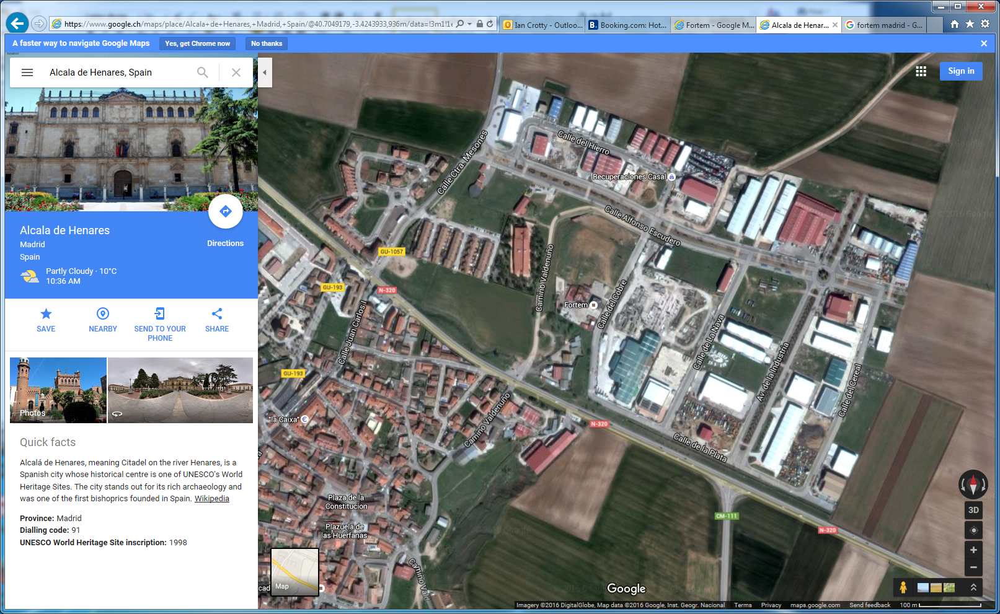 https://www.google.ch/maps/place/Alcala+de+Henares,+Madrid,+Spain/@40.7049179,-3.4243933,936m/data=!3m1!1e
Ian Crotty - Outloo...
Booking.com: Hot...
Fortem - Google M...
Alcala de Henar...
fortem madrid - G...
A faster way to navigate Google Maps
Yes, get Chrome now
No thanks
Alcala de Henares, Spain
Sign in
Alcala de Henares
Madrid
Spain
Directions
Partly Cloudy · 10°C
10:36 AM
SAVE
NEARBY
SEND TO YOUR PHONE
SHARE
Photos
Quick facts
Alcalá de Henares, meaning Citadel on the river Henares, is a
Spanish city whose historical centre is one of UNESCO's World
Heritage Sites. The city stands out for its rich archaeology and
was one of the first bishoprics founded in Spain. Wikipedia
Province: Madrid
Dialling code: 91
UNESCO World Heritage Site inscription: 1998
Calle del Hierro
Calle Ctra. Mesones
Recuperaciones Casal
Calle Alfonso Escudero
GU-1057
Camino Valdenuño
GU-193
N-320
Fortem
Calle del Cobre
Calle Juan Carlos I
Calle de La Nava
Av. de la Industria
Calle del Cereal
GU-193
"la Caixa"
Camino Valdenuño
N-320
Calle de la Plata
Plaza de la
Constitucion
Plazuela de
las Huérfanas
CM-111
N-320
Camino Vald
cad
Map
3D
Google
Imagery ©2016 DigitalGlobe, Map data ©2016 Google, Inst. Geogr. Nacional
Terms
Privacy
maps.google.com
Send feedback
100 m